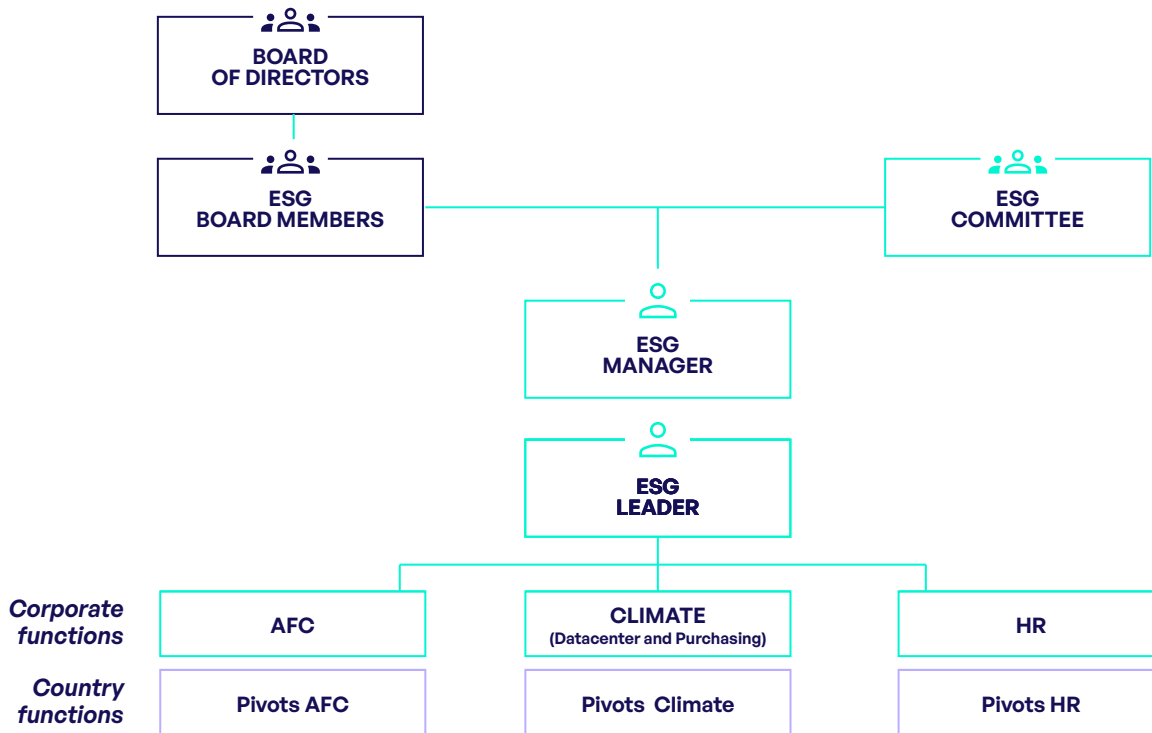 BOARD
OF DIRECTORS
ESG
BOARD MEMBERS
ESG
COMMITTEE
ESG
MANAGER
ESG
LEADER
Corporate
functions
AFC
CLIMATE
(Datacenter and Purchasing)
HR
Country
functions
Pivots AFC
Pivots Climate
Pivots HR